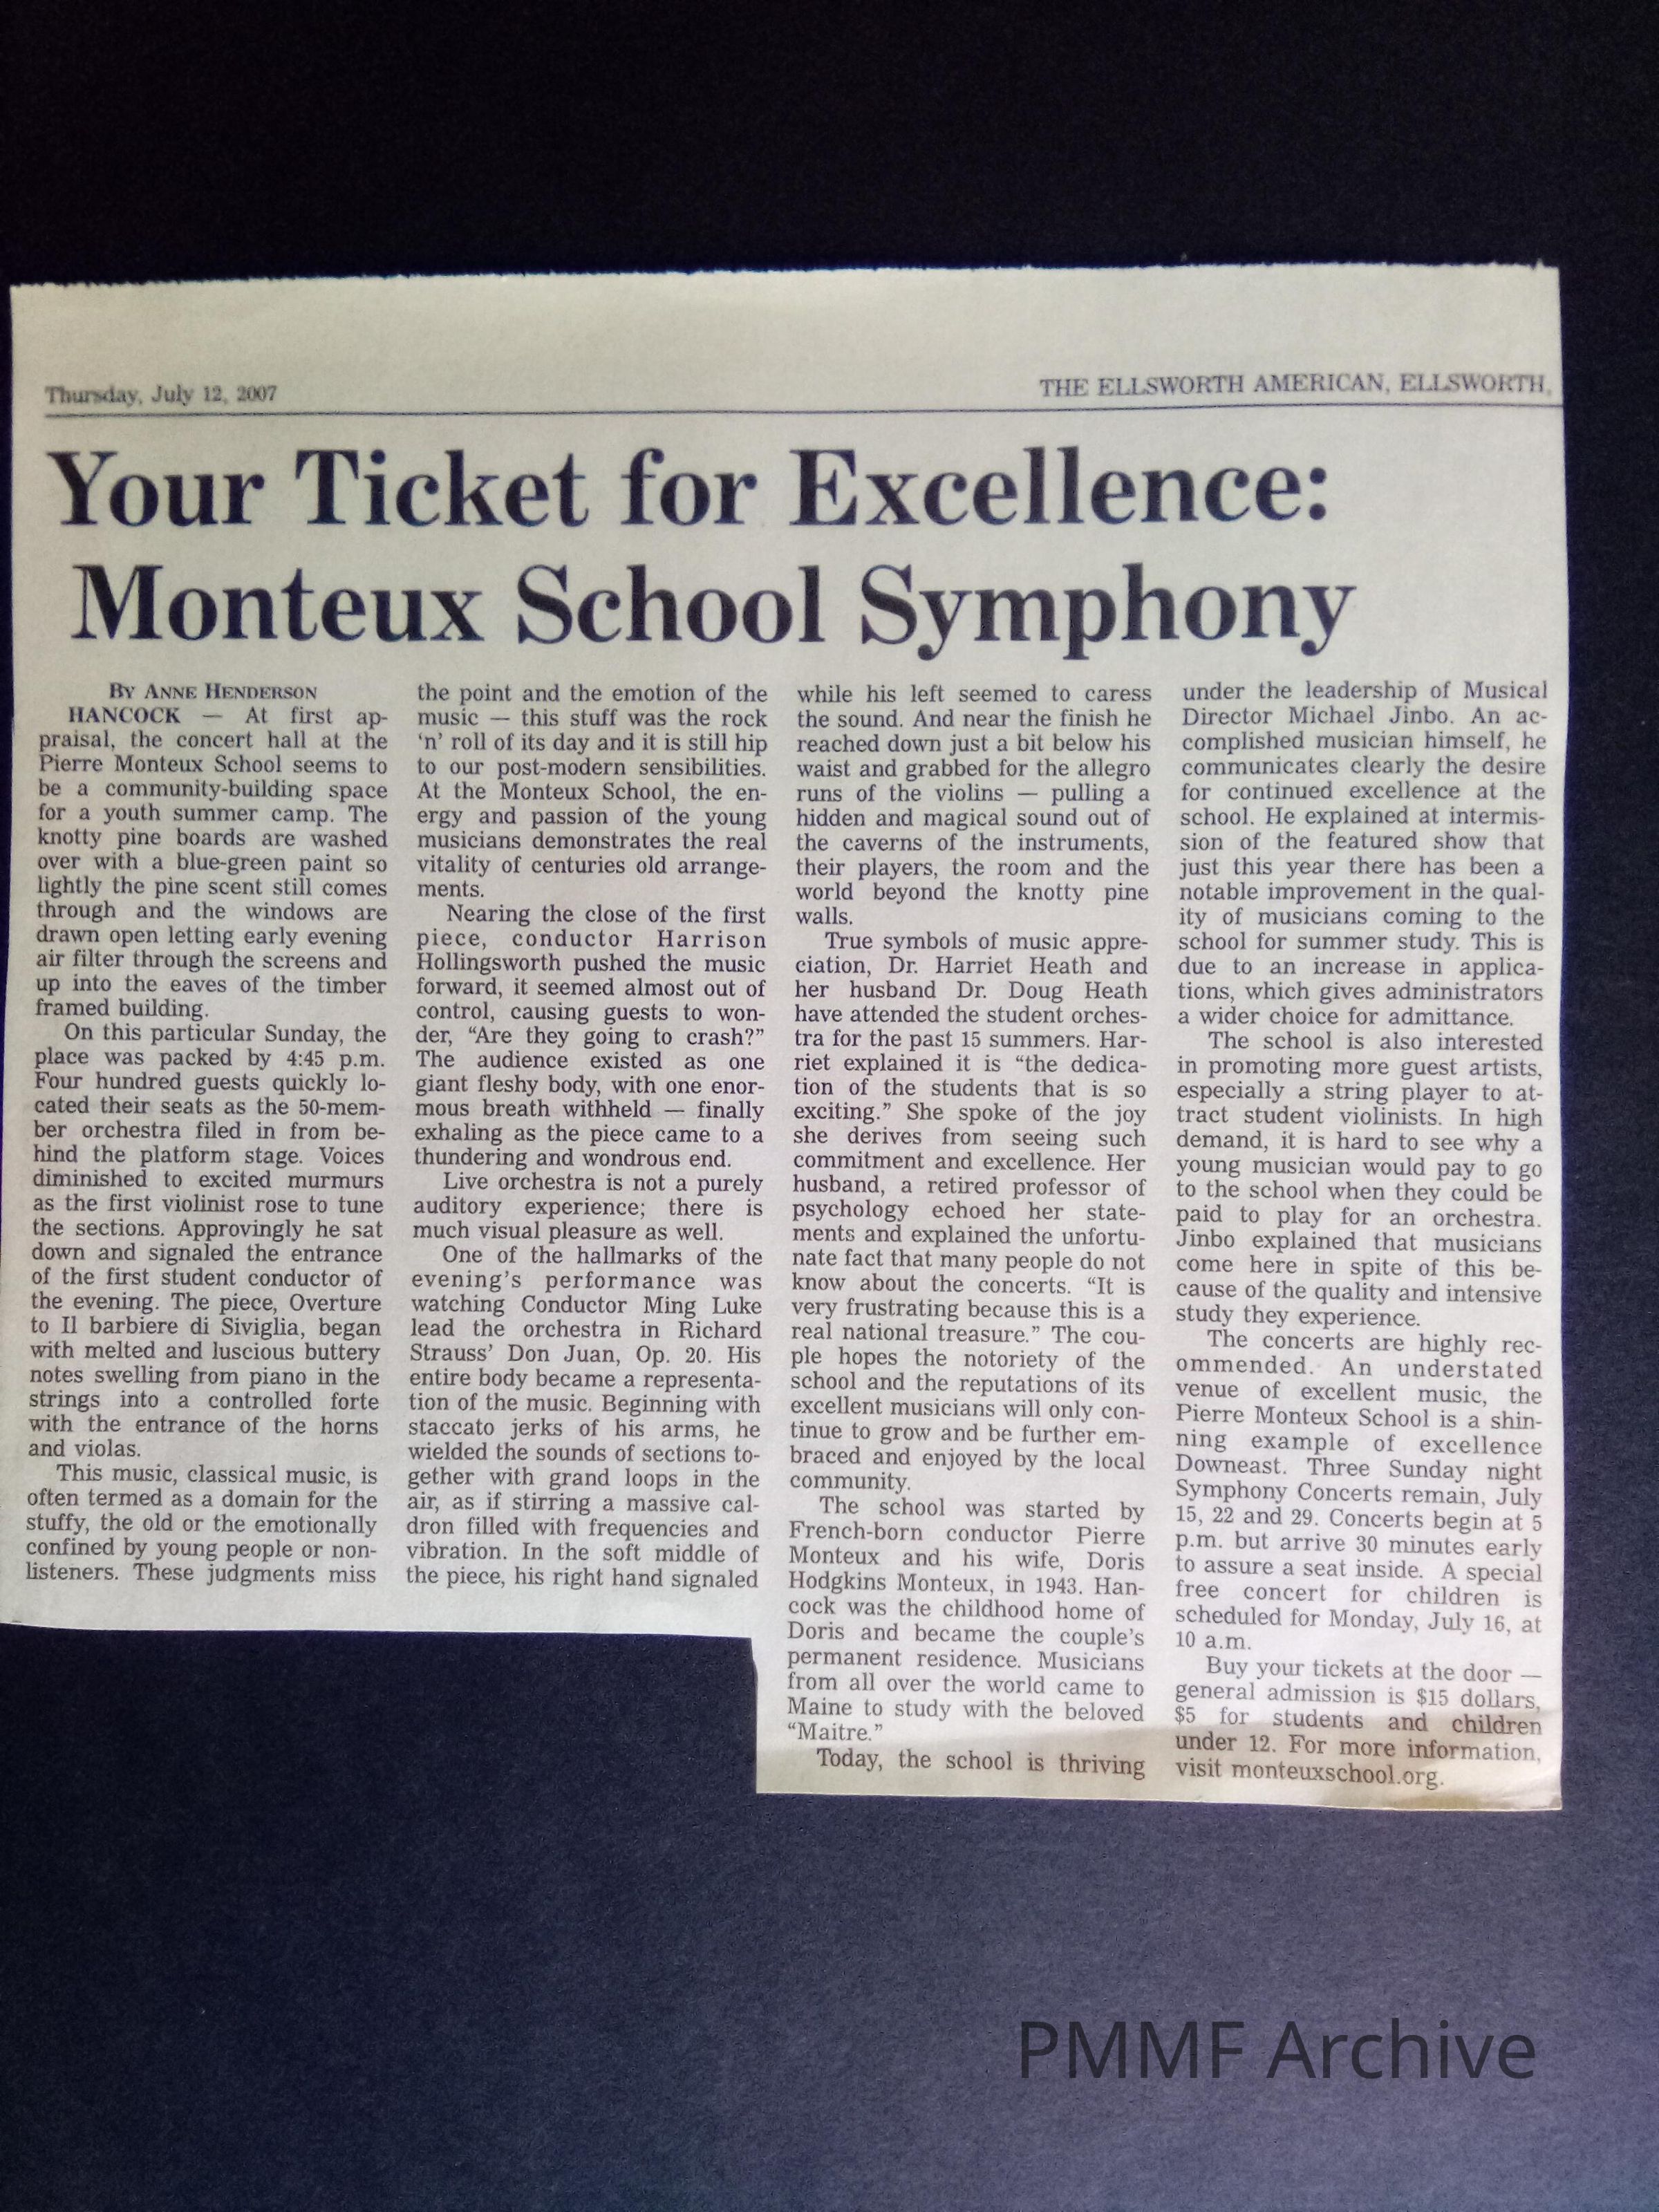 Thursday, July 12, 2007
THE ELLSWORTH AMERICAN, ELLSWORTH,
Your Ticket for Excellence:
Monteux School Symphony
BY ANNE HENDERSON
HANCOCK — At first ap-
praisal, the concert hall at the
Pierre Monteux School seems to
be a community-building space
for a youth summer camp. The
knotty pine boards are washed
over with a blue-green paint so
lightly the pine scent still comes
through and the windows are
drawn open letting early evening
air filter through the screens and
up into the eaves of the timber
framed building.
On this particular Sunday, the
place was packed by 4:45 p.m.
Four hundred guests quickly lo-
cated their seats as the 50-mem-
ber orchestra filed in from be-
hind the platform stage. Voices
diminished to excited murmurs
as the first violinist rose to tune
the sections. Approvingly he sat
down and signaled the entrance
of the first student conductor of
the evening. The piece, Overture
to Il barbiere di Siviglia, began
with melted and luscious buttery
notes swelling from piano in the
strings into a controlled forte
with the entrance of the horns
and violas.
This music, classical music, is
often termed as a domain for the
stuffy, the old or the emotionally
confined by young people or non-
listeners. These judgments miss
the point and the emotion of the
music — this stuff was the rock
‘n’ roll of its day and it is still hip
to our post-modern sensibilities.
At the Monteux School, the en-
ergy and passion of the young
musicians demonstrates the real
vitality of centuries old arrange-
ments.
Nearing the close of the first
piece, conductor Harrison
Hollingsworth pushed the music
forward, it seemed almost out of
control, causing guests to won-
der, “Are they going to crash?”
The audience existed as one
giant fleshy body, with one enor-
mous breath withheld — finally
exhaling as the piece came to a
thundering and wondrous end.
Live orchestra is not a purely
auditory experience; there is
much visual pleasure as well.
One of the hallmarks of the
evening’s performance was
watching Conductor Ming Luke
lead the orchestra in Richard
Strauss’ Don Juan, Op. 20. His
entire body became a representa-
tion of the music. Beginning with
staccato jerks of his arms, he
wielded the sounds of sections to-
gether with grand loops in the
air, as if stirring a massive cal-
dron filled with frequencies and
vibration. In the soft middle of
the piece, his right hand signaled
while his left seemed to caress
the sound. And near the finish he
reached down just a bit below his
waist and grabbed for the allegro
runs of the violins — pulling a
hidden and magical sound out of
the caverns of the instruments,
their players, the room and the
world beyond the knotty pine
walls.
True symbols of music appre-
ciation, Dr. Harriet Heath and
her husband Dr. Doug Heath
have attended the student orches-
tra for the past 15 summers. Har-
riet explained it is “the dedica-
tion of the students that is so
exciting.” She spoke of the joy
she derives from seeing such
commitment and excellence. Her
husband, a retired professor of
psychology echoed her state-
ments and explained the unfortu-
nate fact that many people do not
know about the concerts. “It is
very frustrating because this is a
real national treasure.” The cou-
ple hopes the notoriety of the
school and the reputations of its
excellent musicians will only con-
tinue to grow and be further em-
braced and enjoyed by the local
community.
The school was started by
French-born conductor Pierre
Monteux and his wife, Doris
Hodgkins Monteux, in 1943. Han-
cock was the childhood home of
Doris and became the couple’s
permanent residence. Musicians
from all over the world came to
Maine to study with the beloved
“Maitre.”
Today, the school is thriving
under the leadership of Musical
Director Michael Jinbo. An ac-
complished musician himself, he
communicates clearly the desire
for continued excellence at the
school. He explained at intermis-
sion of the featured show that
just this year there has been a
notable improvement in the qual-
ity of musicians coming to the
school for summer study. This is
due to an increase in applica-
tions, which gives administrators
a wider choice for admittance.
The school is also interested
in promoting more guest artists,
especially a string player to at-
tract student violinists. In high
demand, it is hard to see why a
young musician would pay to go
to the school when they could be
paid to play for an orchestra.
Jinbo explained that musicians
come here in spite of this be-
cause of the quality and intensive
study they experience.
The concerts are highly rec-
ommended. An understated
venue of excellent music, the
Pierre Monteux School is a shin-
ning example of excellence
Downeast. Three Sunday night
Symphony Concerts remain, July
15, 22 and 29. Concerts begin at 5
p.m. but arrive 30 minutes early
to assure a seat inside. A special
free concert for children is
scheduled for Monday, July 16, at
10 a.m.
Buy your tickets at the door —
general admission is $15 dollars,
$5 for students and children
under 12. For more information,
visit monteuxschool.org.
PMMF Archive